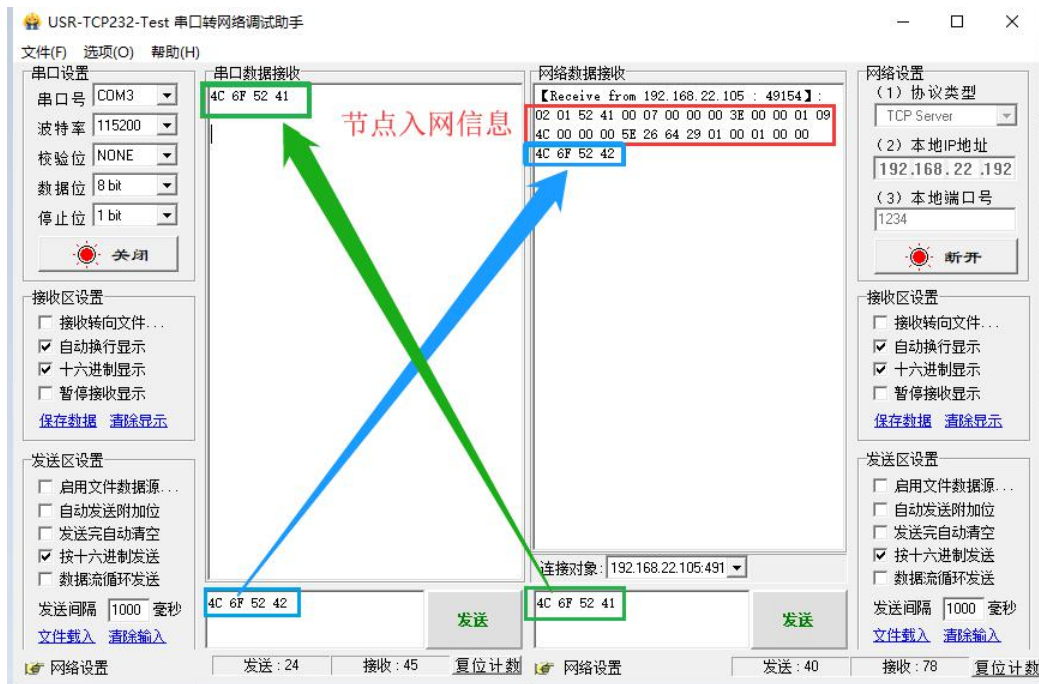 USR-TCP232-Test 串口转网络调试助手
文件(F) 选项(O) 帮助(H)
串口设置
串口号 COM3
波特率 115200
校验位 NONE
数据位 8 bit
停止位 1 bit
关闭
接收区设置
接收转向文件...
自动换行显示
十六进制显示
暂停接收显示
保存数据 清除显示
发送区设置
启用文件数据源...
自动发送附加位
发送完自动清空
按十六进制发送
数据流循环发送
发送间隔 1000 毫秒
文件载入 清除输入
串口数据接收
4C 6F 52 41
节点入网信息
4C 6F 52 42
发送
网络数据接收
【Receive from 192.168.22.105 : 49154】:
02 01 52 41 00 07 00 00 00 3E 00 00 01 09
4C 00 00 00 5E 26 64 29 01 00 01 00 00
4C 6F 52 42
连接对象: 192.168.22.105:491
4C 6F 52 41
发送
网络设置
(1) 协议类型
TCP Server
(2) 本地IP地址
192.168.22.192
(3) 本地端口号
1234
断开
接收区设置
接收转向文件...
自动换行显示
十六进制显示
暂停接收显示
保存数据 清除显示
发送区设置
启用文件数据源...
自动发送附加位
发送完自动清空
按十六进制发送
数据流循环发送
发送间隔 1000 毫秒
文件载入 清除输入
网络设置 发送:24 接收:45 复位计数 网络设置 发送:40 接收:78 复位计数